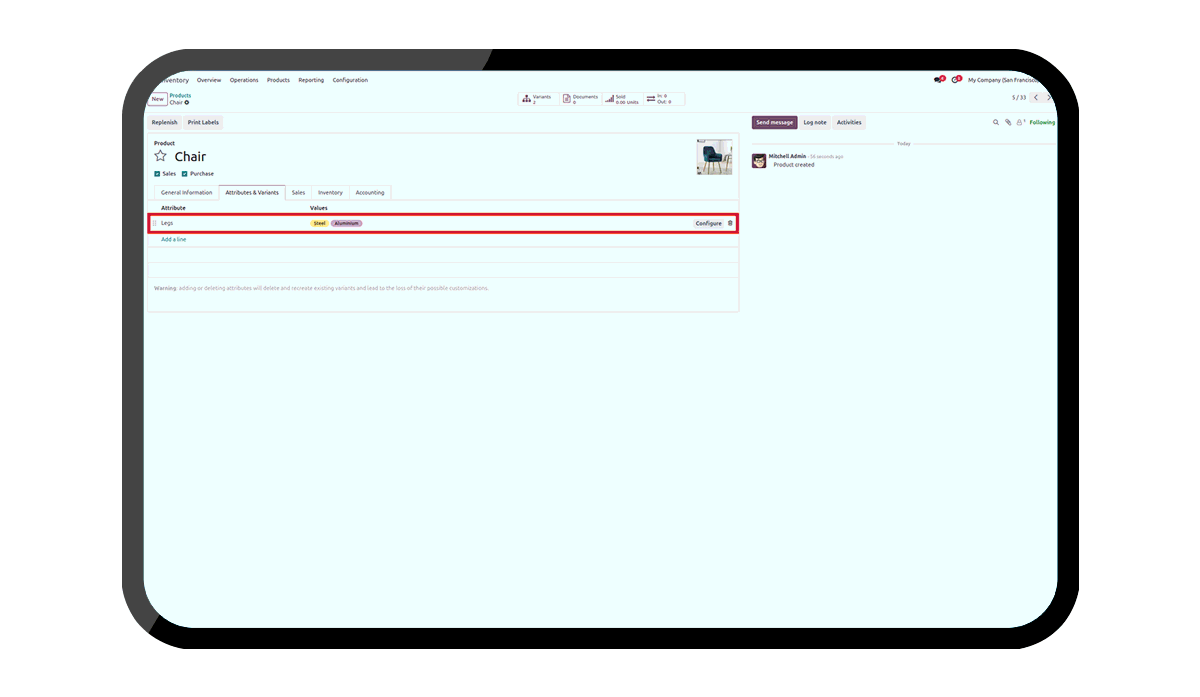 nventory Overview Operations Products Reporting Configuration My Company (San Francisco
New Products
Chair
Variants 2
Documents 0
Sold 0.00 Units
In: 0
Out: 0
5 / 33
Replenish Print Labels
Send message Log note Activities
1 Following
Product
Chair
Sales Purchase
Today
Mitchell Admin - 56 seconds ago
Product created
General Information Attributes & Variants Sales Inventory Accounting
Attribute Values
Legs Steel Aluminium Configure
Add a line
Warning: adding or deleting attributes will delete and recreate existing variants and lead to the loss of their possible customizations.